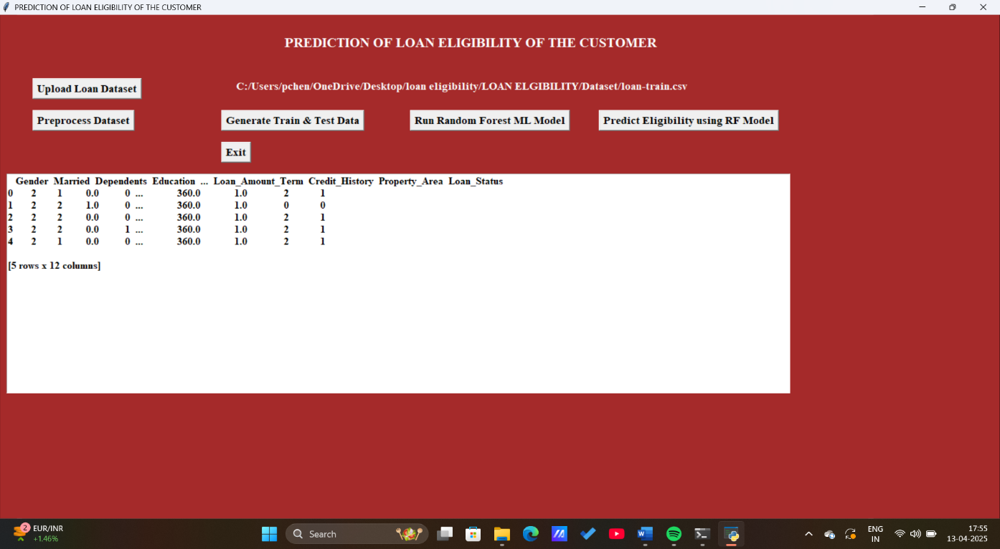 PREDICTION OF LOAN ELIGIBILITY OF THE CUSTOMER
PREDICTION OF LOAN ELIGIBILITY OF THE CUSTOMER
Upload Loan Dataset C:/Users/pchen/OneDrive/Desktop/loan eligibility/LOAN ELGIBILITY/Dataset/loan-train.csv
Preprocess Dataset Generate Train & Test Data Run Random Forest ML Model Predict Eligibility using RF Model
Exit
Gender Married Dependents Education ... Loan_Amount_Term Credit_History Property_Area Loan_Status
0 2 1 0.0 0 ... 360.0 1.0 2 1
1 2 2 1.0 0 ... 360.0 1.0 0 0
2 2 2 0.0 0 ... 360.0 1.0 2 1
3 2 2 0.0 1 ... 360.0 1.0 2 1
4 2 1 0.0 0 ... 360.0 1.0 2 1
[5 rows x 12 columns]
2 EUR/INR
+1.46%
Search
ENG
IN
17:55
13-04-2025